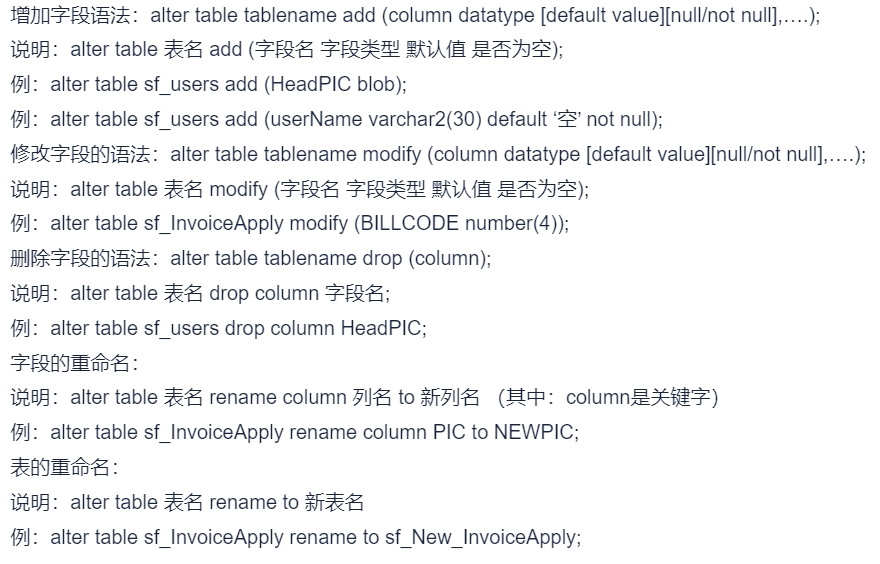 增加字段语法：alter table tablename add (column datatype [default value][null/not null],….);
说明：alter table 表名 add (字段名 字段类型 默认值 是否为空);
例：alter table sf_users add (HeadPIC blob);
例：alter table sf_users add (userName varchar2(30) default ‘空’ not null);
修改字段的语法：alter table tablename modify (column datatype [default value][null/not null],….);
说明：alter table 表名 modify (字段名 字段类型 默认值 是否为空);
例：alter table sf_InvoiceApply modify (BILLCODE number(4));
删除字段的语法：alter table tablename drop (column);
说明：alter table 表名 drop column 字段名;
例：alter table sf_users drop column HeadPIC;
字段的重命名：
说明：alter table 表名 rename column 列名 to 新列名 （其中：column是关键字）
例：alter table sf_InvoiceApply rename column PIC to NEWPIC;
表的重命名：
说明：alter table 表名 rename to 新表名
例：alter table sf_InvoiceApply rename to sf_New_InvoiceApply;